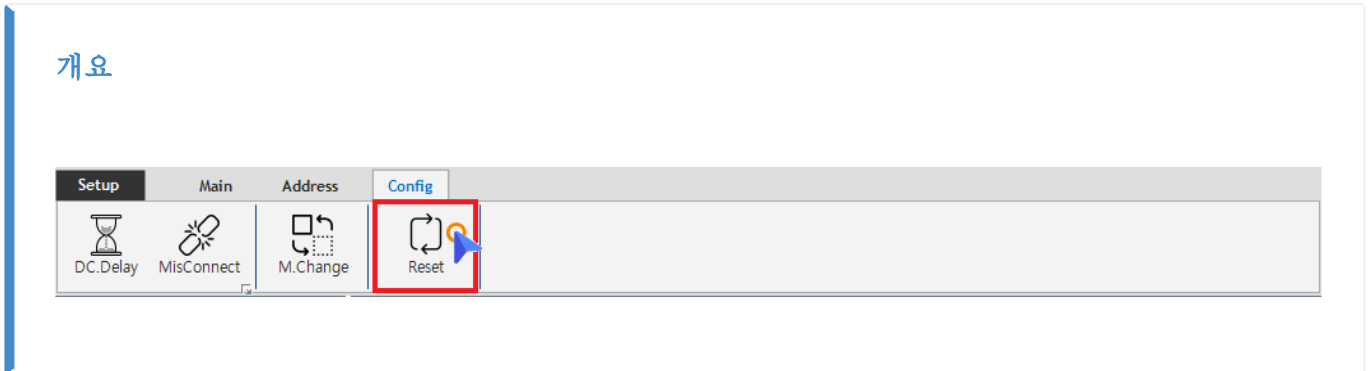 개요
Setup Main Address Config
DC.Delay MisConnect M.Change Reset